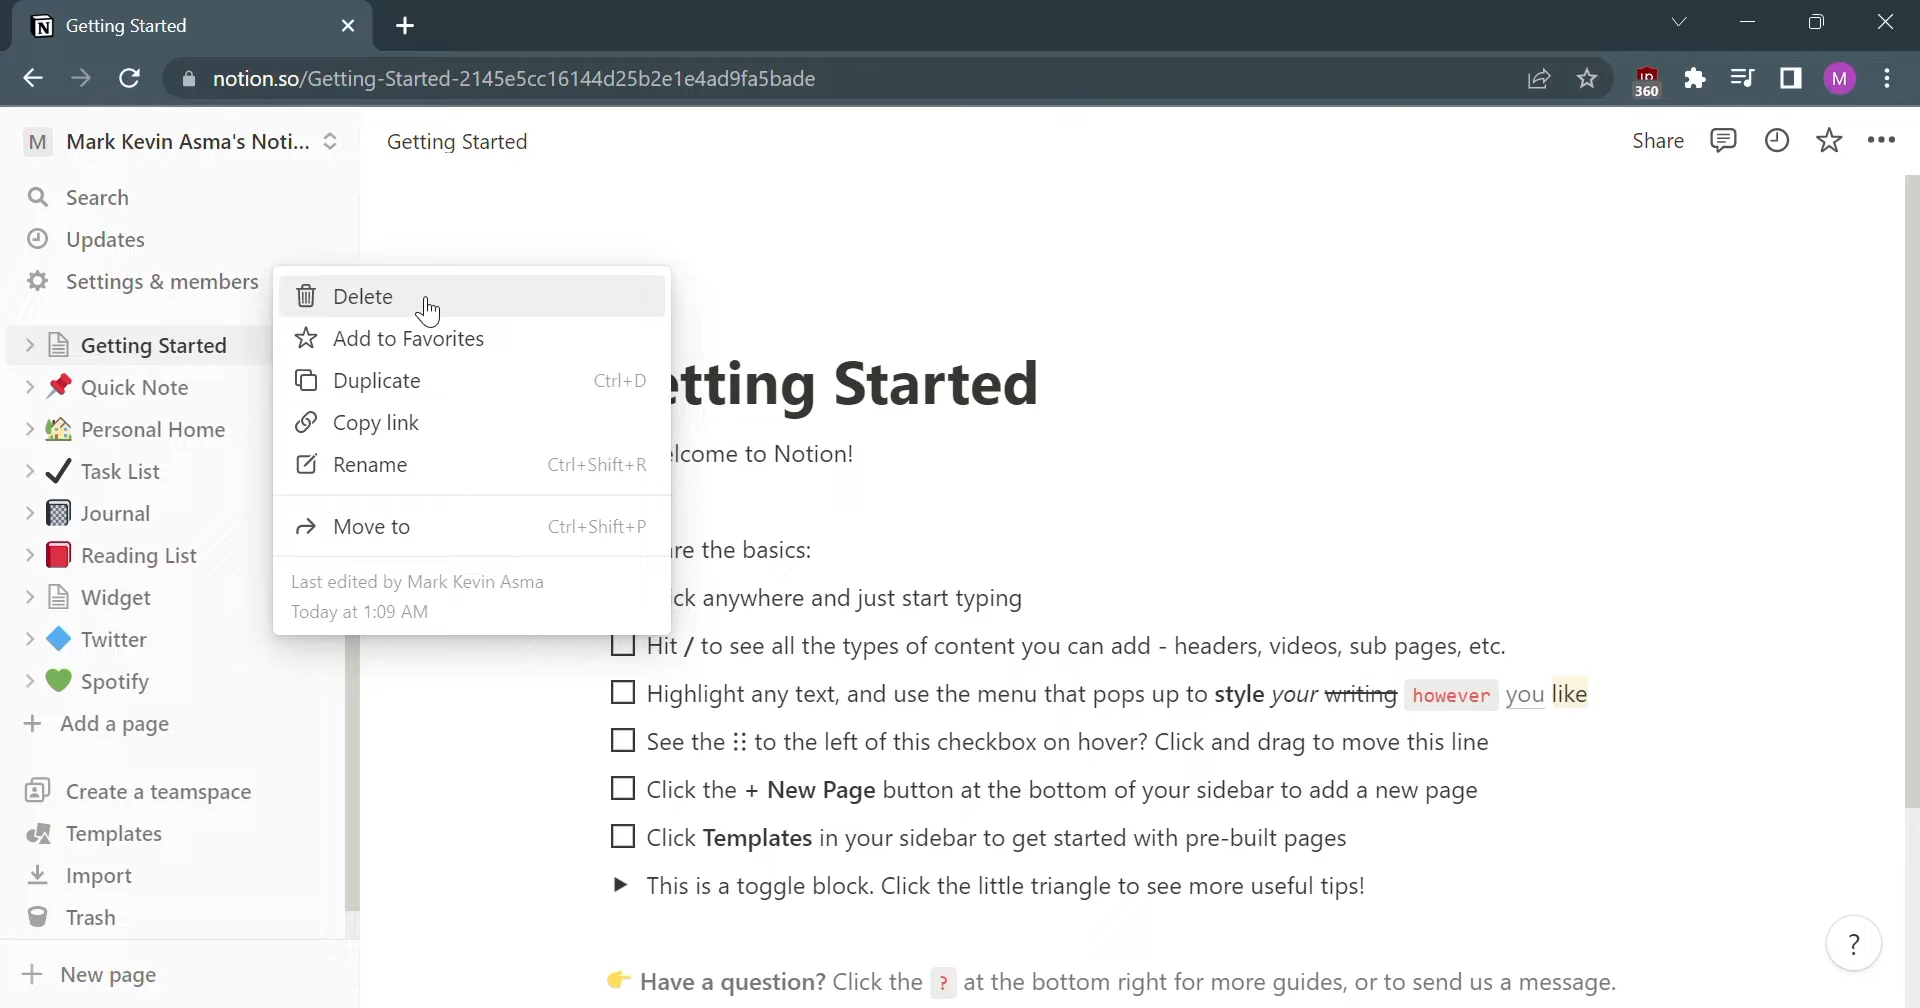 Getting Started
notion.so/Getting-Started-2145e5cc16144d25b2e1e4ad9fa5bade
360
M
M Mark Kevin Asma's Noti...
Getting Started
Share
Search
Updates
Settings & members
Getting Started
Quick Note
Personal Home
Task List
Journal
Reading List
Widget
Twitter
Spotify
+ Add a page
Create a teamspace
Templates
Import
Trash
+ New page
Delete
Add to Favorites
Duplicate Ctrl+D
Copy link
Rename Ctrl+Shift+R
Move to Ctrl+Shift+P
Last edited by Mark Kevin Asma
Today at 1:09 AM
etting Started
elcome to Notion!
re the basics:
ck anywhere and just start typing
Hit / to see all the types of content you can add - headers, videos, sub pages, etc.
Highlight any text, and use the menu that pops up to style your writing however you like
See the ⋮⋮ to the left of this checkbox on hover? Click and drag to move this line
Click the + New Page button at the bottom of your sidebar to add a new page
Click Templates in your sidebar to get started with pre-built pages
This is a toggle block. Click the little triangle to see more useful tips!
👉 Have a question? Click the ? at the bottom right for more guides, or to send us a message.
?